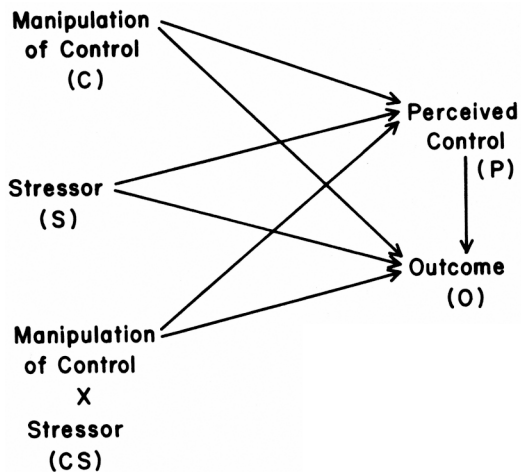 Manipulation
of Control
(C)
Perceived
Control
(P)
Stressor
(S)
Outcome
(O)
Manipulation
of Control
X
Stressor
(CS)